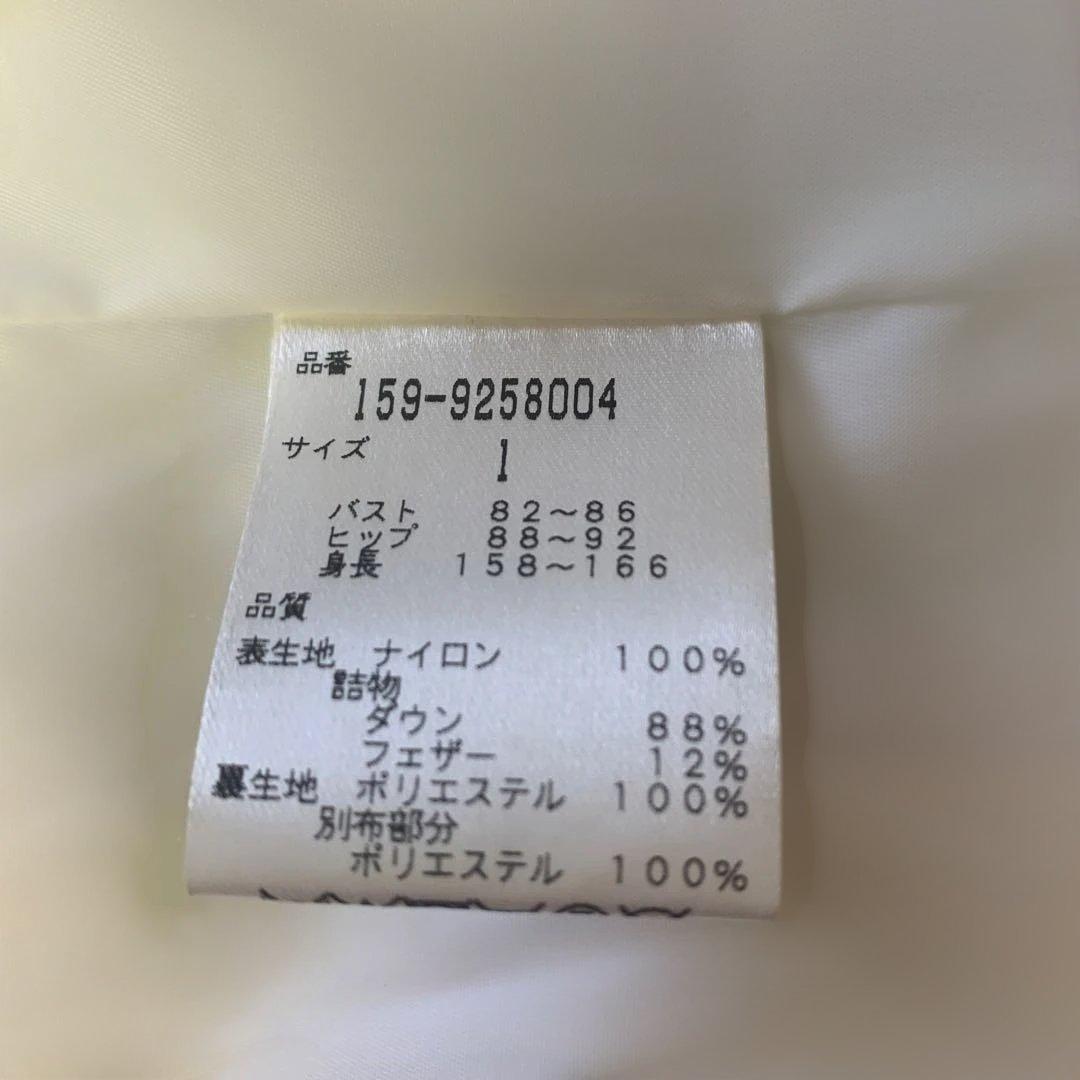 品番
159-9258004
サイズ 1
バスト 82～86
ヒップ 88～92
身長 158～166
品質
表生地 ナイロン 100%
詰物
ダウン 88%
フェザー 12%
裏生地 ポリエステル 100%
別布部分
ポリエステル 100%